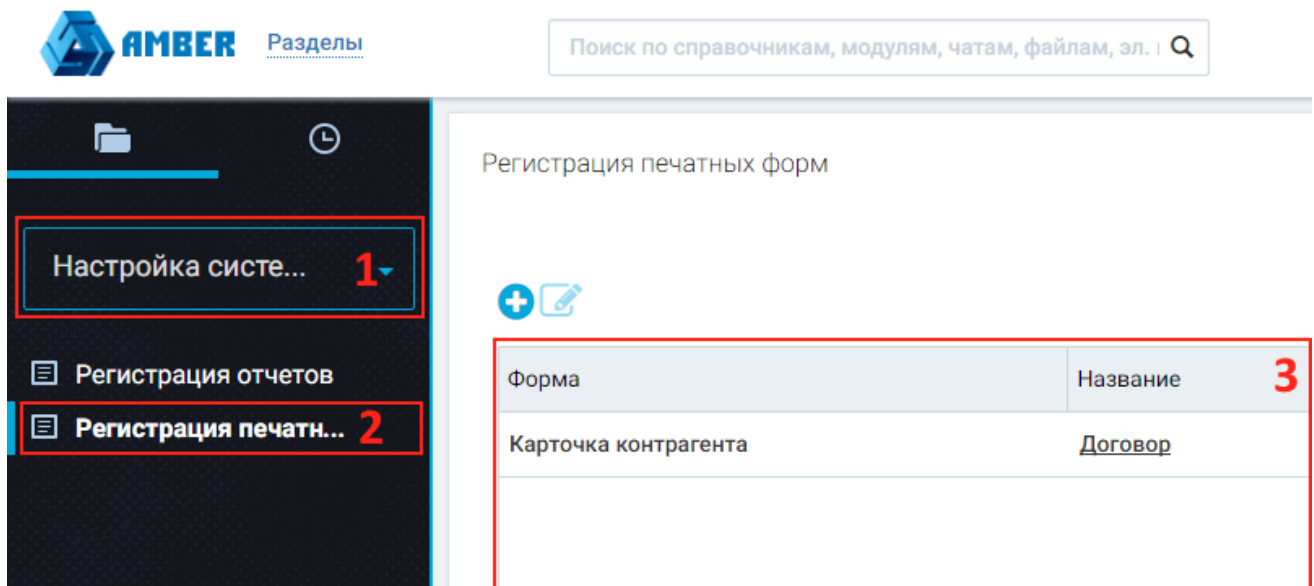 AMBER Разделы Поиск по справочникам, модулям, чатам, файлам, эл.
Регистрация печатных форм
Настройка систе... 1
Регистрация отчетов
Регистрация печатн... 2
Форма Название 3
Карточка контрагента Договор